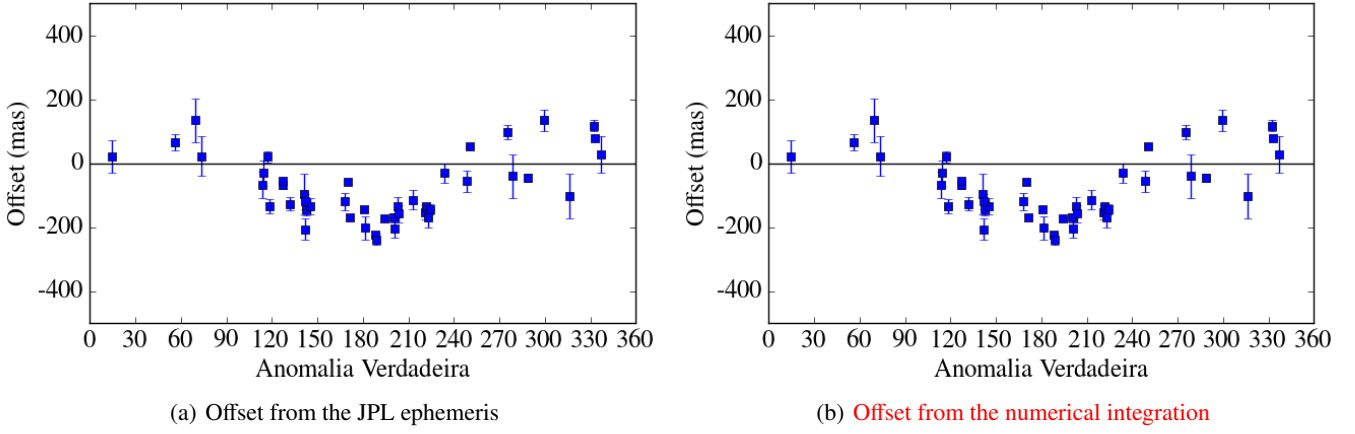 400
200
0
-200
-400
Offset (mas)
0 30 60 90 120 150 180 210 240 270 300 330 360
Anomalia Verdadeira
(a) Offset from the JPL ephemeris
400
200
0
-200
-400
Offset (mas)
0 30 60 90 120 150 180 210 240 270 300 330 360
Anomalia Verdadeira
(b) Offset from the numerical integration